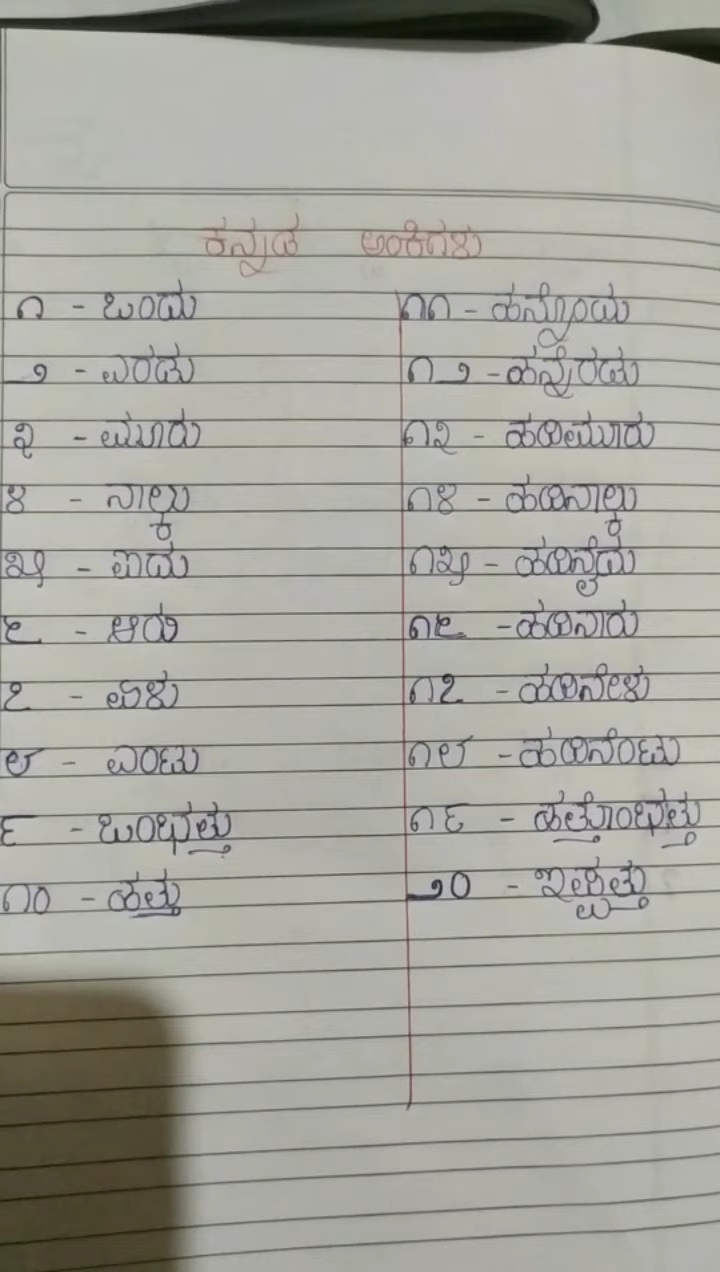 ಕನ್ನಡ ಅಂಕಿಗಳು
೧ - ಒಂದು
೨ - ಎರಡು
೩ - ಮೂರು
೪ - ನಾಲ್ಕು
೫ - ಐದು
೬ - ಆರು
೭ - ಏಳು
೮ - ಎಂಟು
೯ - ಒಂಭತ್ತು
೧೦ - ಹತ್ತು
೧೧ - ಹನ್ನೊಂದು
೧೨ - ಹನ್ನೆರಡು
೧೩ - ಹದಿಮೂರು
೧೪ - ಹದಿನಾಲ್ಕು
೧೫ - ಹದಿನೈದು
೧೬ - ಹದಿನಾರು
೧೭ - ಹದಿನೇಳು
೧೮ - ಹದಿನೆಂಟು
೧೯ - ಹತ್ತೊಂಭತ್ತು
೨೦ - ಇಪ್ಪತ್ತು